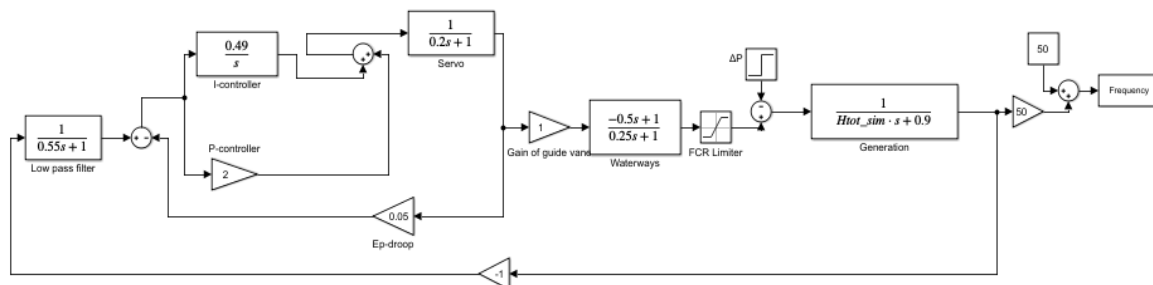 0.49
s
I-controller
1
0.2s + 1
Servo
+
+
ΔP
50
+
+
Frequency
1
0.55s + 1
Low pass filter
+ −
P-controller
2
1
Gain of guide vane
−0.5s + 1
0.25s + 1
Waterways
FCR Limiter
−
+
1
Htot_sim · s + 0.9
Generation
50
0.05
Ep-droop
-1